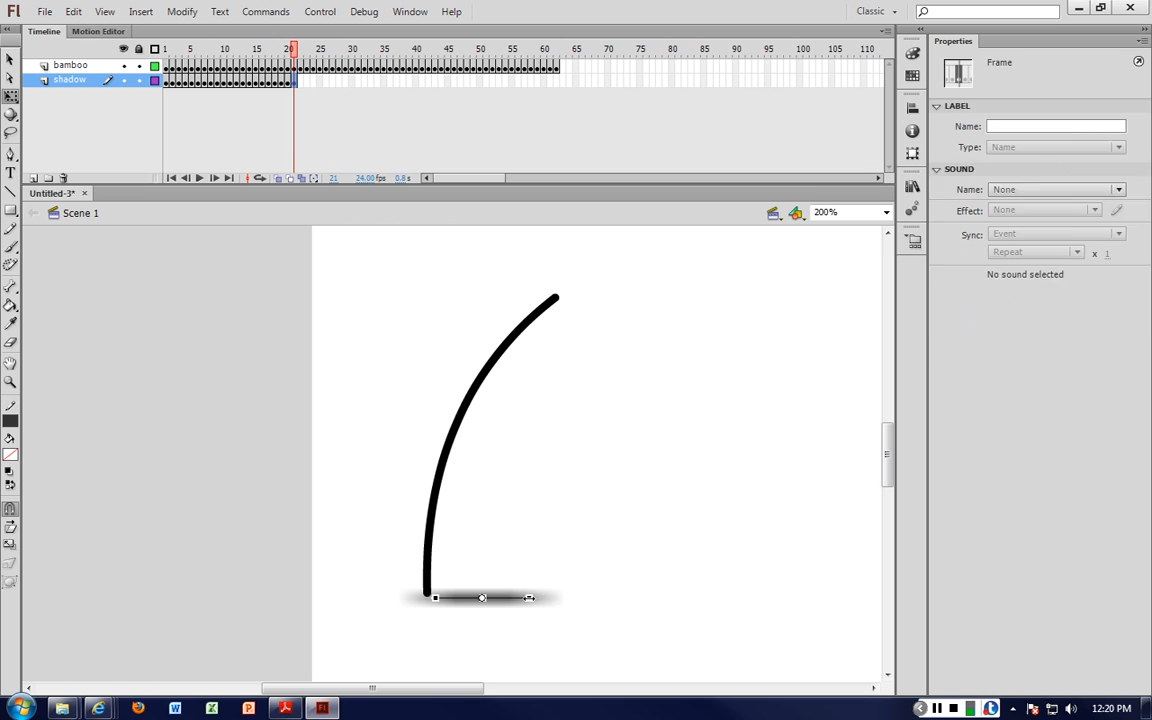 Fl File Edit View Insert Modify Text Commands Control Debug Window Help Classic
Timeline Motion Editor Properties
1 5 10 15 20 25 30 35 40 45 50 55 60 65 70 75 80 85 90 95 100 105 110
bamboo
shadow
Frame
LABEL
Name:
Type: Name
SOUND
21 24.00 fps 0.8 s
Untitled-3*
Name: None
Scene 1 200%
Effect: None
Sync: Event
Repeat x 1
No sound selected
12:20 PM